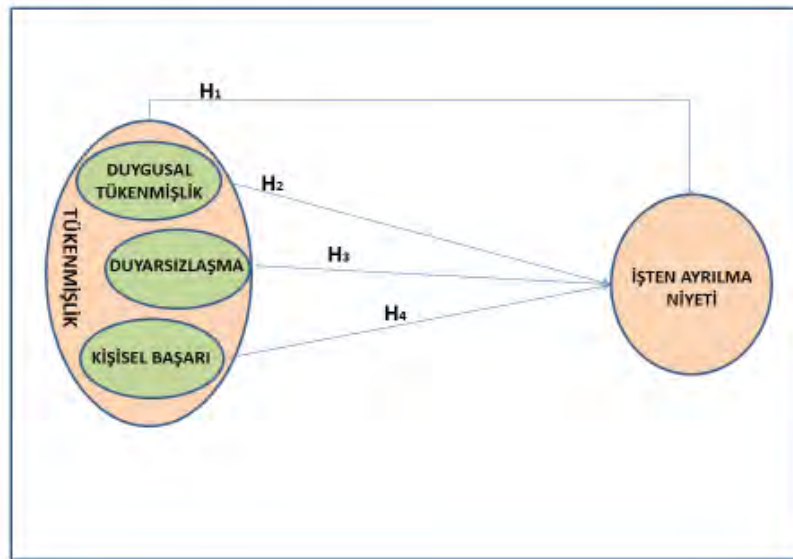 H1
DUYGUSAL
TÜKENMİŞLİK
H2
TÜKENMİŞLİK
DUYARSIZLAŞMA
H3
İŞTEN AYRILMA
NİYETİ
H4
KİŞİSEL BAŞARI